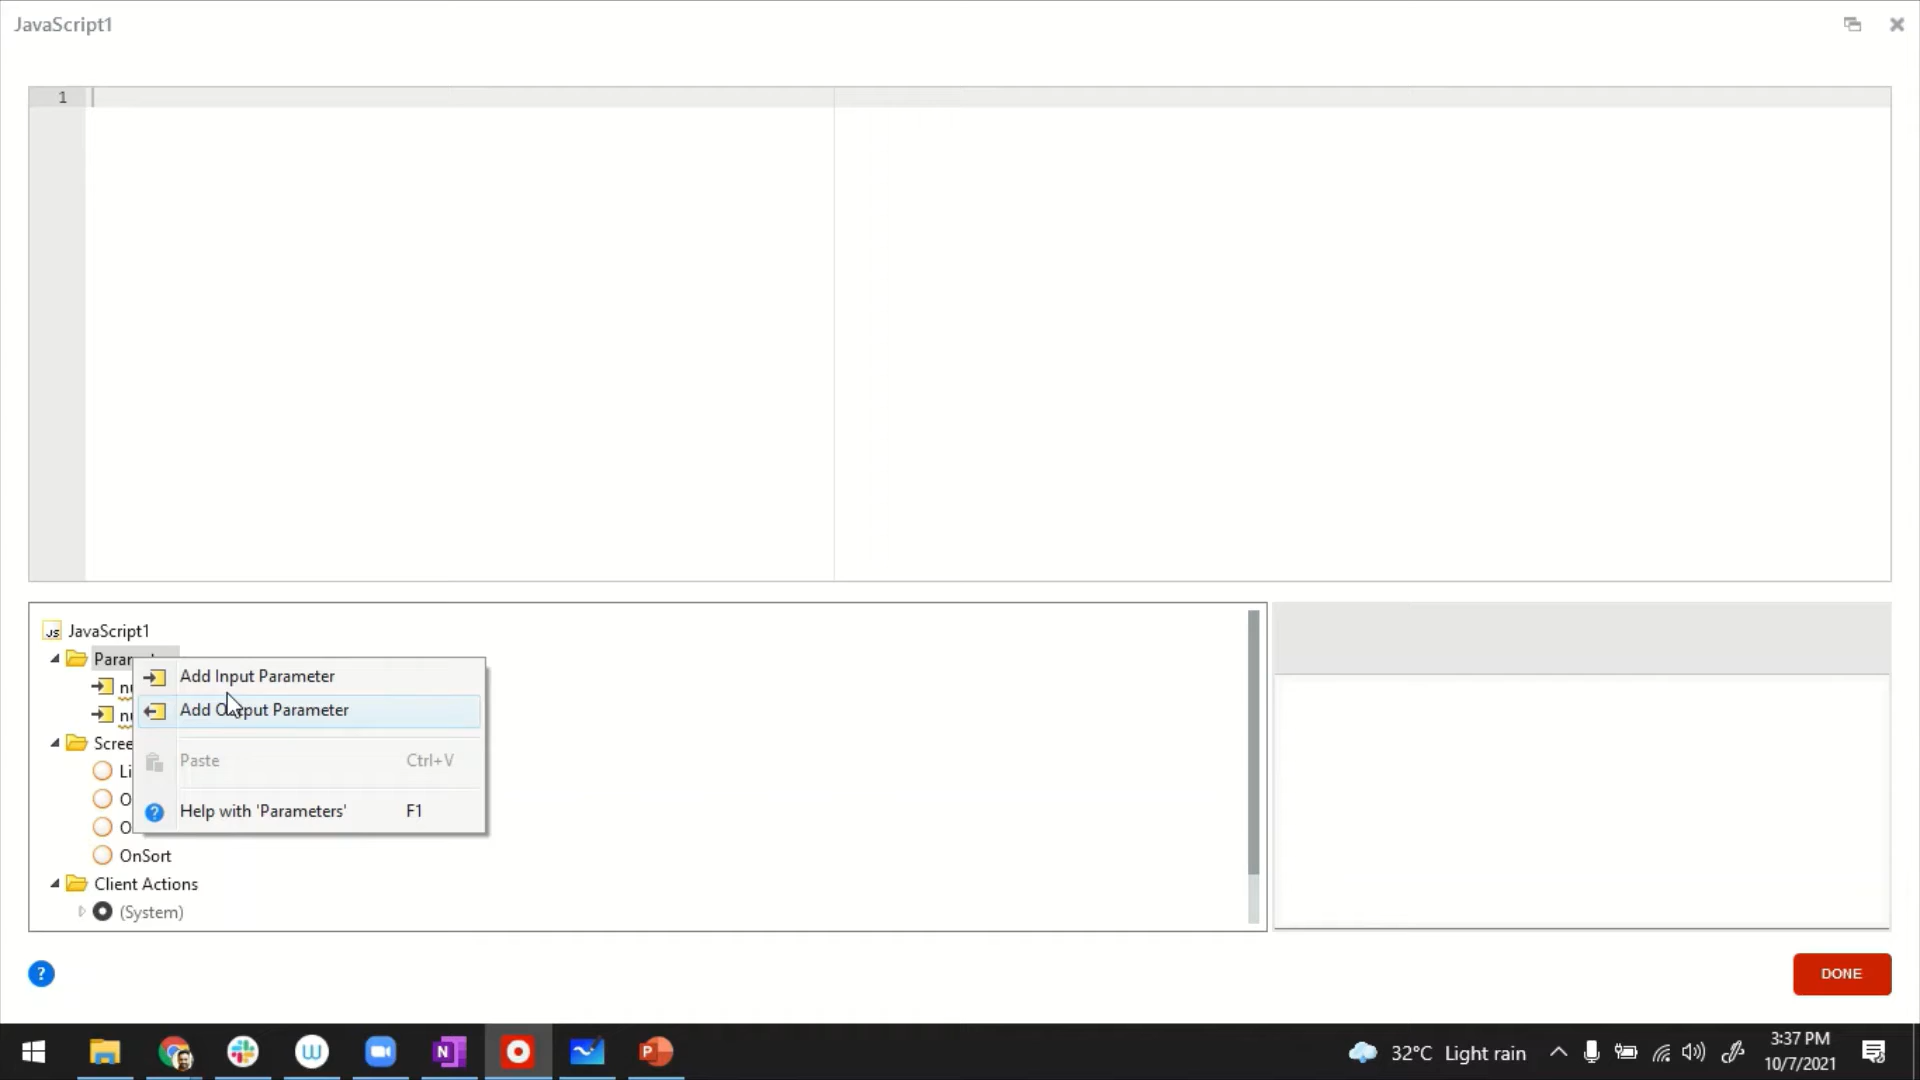 JavaScript1
1
JavaScript1
Add Input Parameter
Add Output Parameter
Paste Ctrl+V
Help with 'Parameters' F1
OnSort
Client Actions
(System)
DONE
32°C Light rain
3:37 PM
10/7/2021